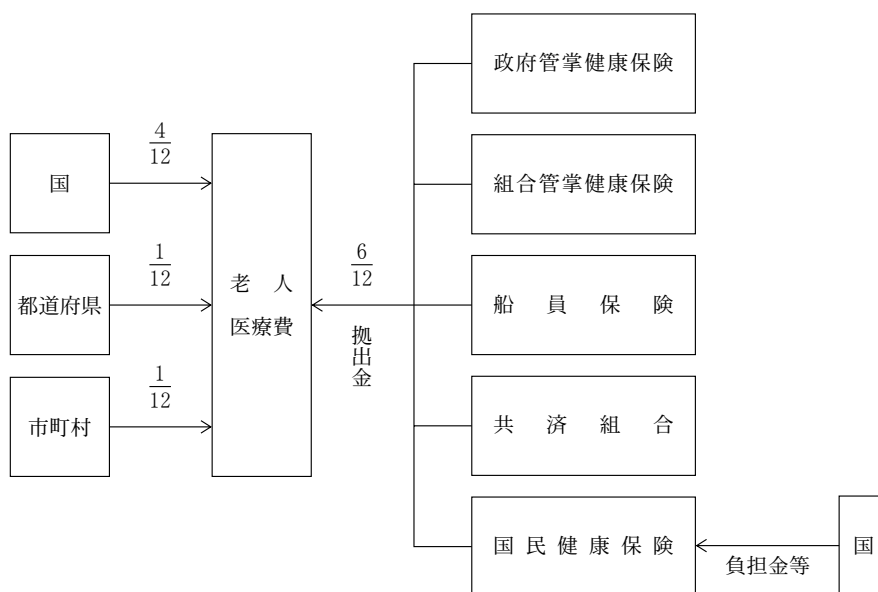 政府管掌健康保険
組合管掌健康保険
船員保険
共済組合
国民健康保険
国
4/12
都道府県
1/12
市町村
1/12
老人
医療費
6/12
拠出金
負担金等
国